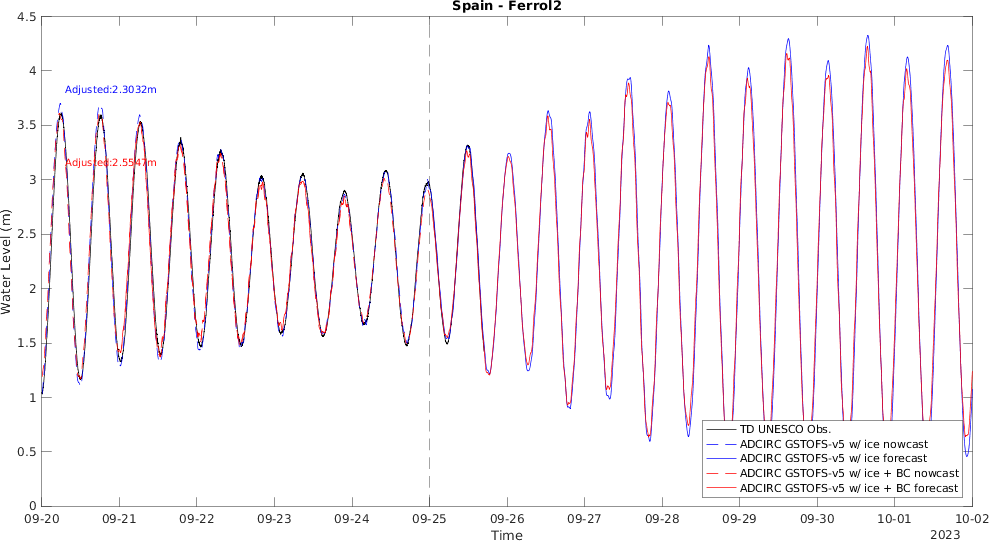 Spain - Ferrol2
Water Level (m)
4.5
4
3.5
3
2.5
2
1.5
1
0.5
0
Adjusted:2.3032m
Adjusted:2.5547m
TD UNESCO Obs.
ADCIRC GSTOFS-v5 w/ ice nowcast
ADCIRC GSTOFS-v5 w/ ice forecast
ADCIRC GSTOFS-v5 w/ ice + BC nowcast
ADCIRC GSTOFS-v5 w/ ice + BC forecast
09-20 09-21 09-22 09-23 09-24 09-25 09-26 09-27 09-28 09-29 09-30 10-01 10-02
Time
2023